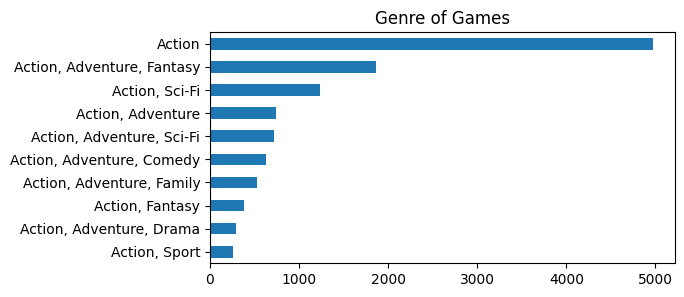 Genre of Games
Action
Action, Adventure, Fantasy
Action, Sci-Fi
Action, Adventure
Action, Adventure, Sci-Fi
Action, Adventure, Comedy
Action, Adventure, Family
Action, Fantasy
Action, Adventure, Drama
Action, Sport
0 1000 2000 3000 4000 5000